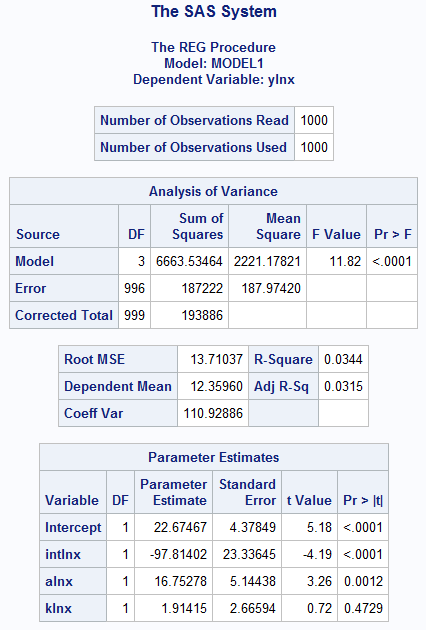 The SAS System
The REG Procedure
Model: MODEL1
Dependent Variable: ylnx
Number of Observations Read 1000
Number of Observations Used 1000
Analysis of Variance
Source DF Sum of Squares Mean Square F Value Pr > F
Model 3 6663.53464 2221.17821 11.82 <.0001
Error 996 187222 187.97420
Corrected Total 999 193886
Root MSE 13.71037 R-Square 0.0344
Dependent Mean 12.35960 Adj R-Sq 0.0315
Coeff Var 110.92886
Parameter Estimates
Variable DF Parameter Estimate Standard Error t Value Pr > |t|
Intercept 1 22.67467 4.37849 5.18 <.0001
intlnx 1 -97.81402 23.33645 -4.19 <.0001
alnx 1 16.75278 5.14438 3.26 0.0012
klnx 1 1.91415 2.66594 0.72 0.4729